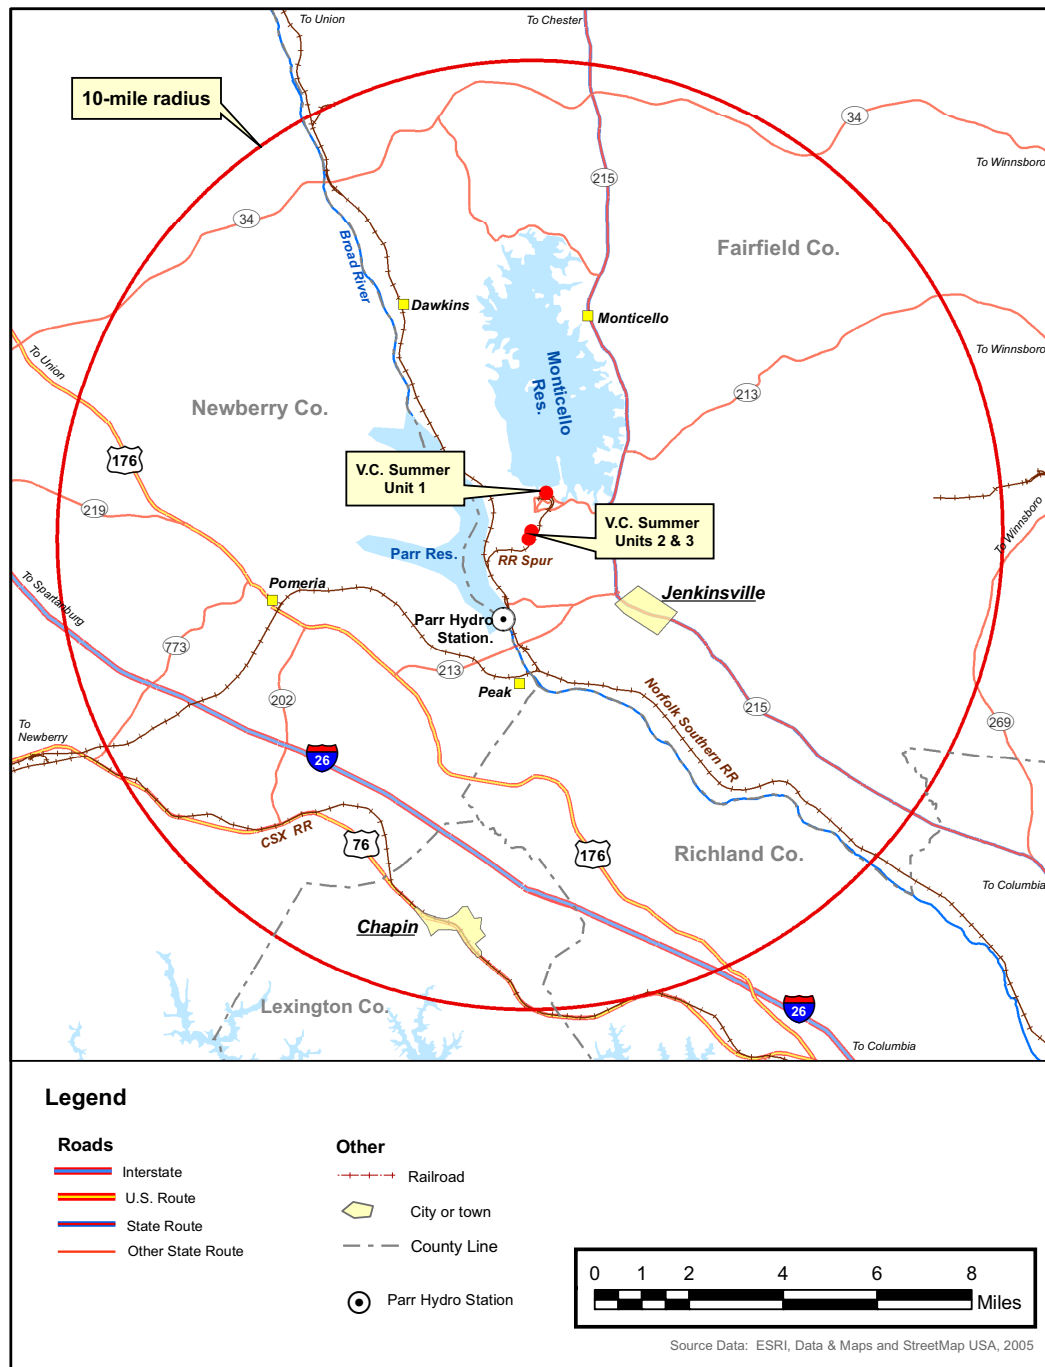 To Union
To Chester
10-mile radius
34
To Winnsboro
215
34
Broad River
Fairfield Co.
Dawkins
Monticello
To Union
To Winnsboro
Monticello
Res.
213
Newberry Co.
176
V.C. Summer
Unit 1
219
V.C. Summer
Units 2 & 3
To Winnsboro
Parr Res.
RR Spur
To Spartanburg
Pomeria
Jenkinsville
Parr Hydro
Station.
773
213
202
Peak
Norfolk Southern RR
215
269
To
Newberry
26
CSX RR
76
176
Richland Co.
To Columbia
Chapin
Lexington Co.
26
To Columbia
Legend
Roads
Interstate
U.S. Route
State Route
Other State Route
Other
Railroad
City or town
County Line
Parr Hydro Station
0 1 2 4 6 8
Miles
Source Data: ESRI, Data & Maps and StreetMap USA, 2005